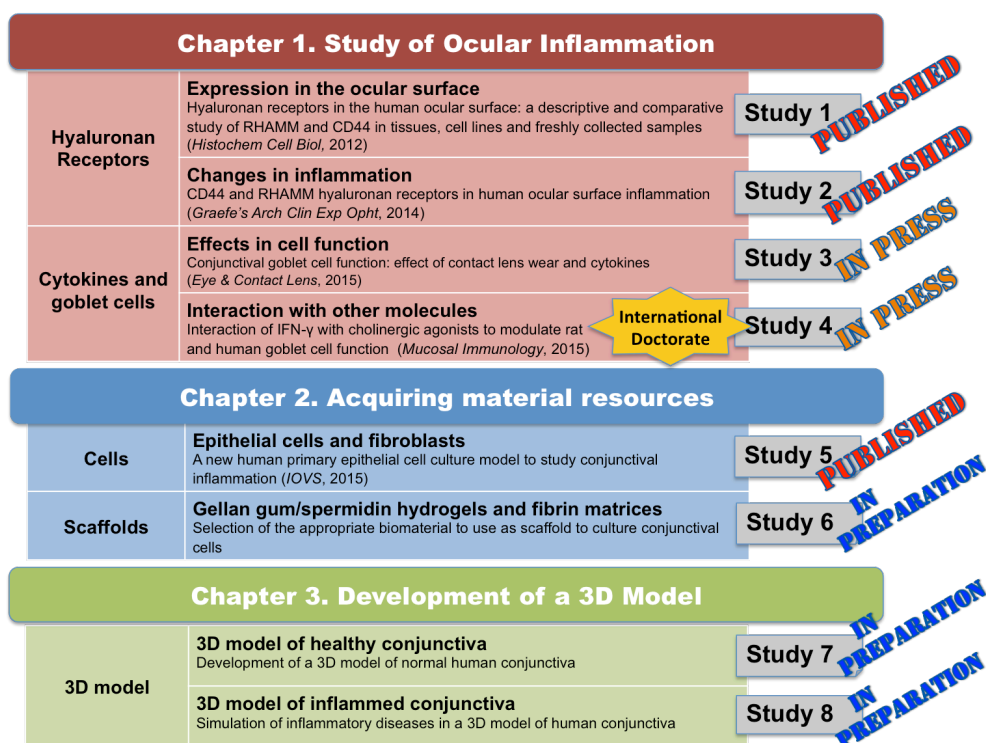 Chapter 1. Study of Ocular Inflammation
Hyaluronan
Receptors
Expression in the ocular surface
Hyaluronan receptors in the human ocular surface: a descriptive and comparative
study of RHAMM and CD44 in tissues, cell lines and freshly collected samples
(Histochem Cell Biol, 2012)
Study 1
PUBLISHED
Changes in inflammation
CD44 and RHAMM hyaluronan receptors in human ocular surface inflammation
(Graefe's Arch Clin Exp Opht, 2014)
Study 2
PUBLISHED
Cytokines and
goblet cells
Effects in cell function
Conjunctival goblet cell function: effect of contact lens wear and cytokines
(Eye & Contact Lens, 2015)
Study 3
IN PRESS
Interaction with other molecules
Interaction of IFN-γ with cholinergic agonists to modulate rat
and human goblet cell function (Mucosal Immunology, 2015)
International
Doctorate
Study 4
IN PRESS
Chapter 2. Acquiring material resources
Cells
Epithelial cells and fibroblasts
A new human primary epithelial cell culture model to study conjunctival
inflammation (IOVS, 2015)
Study 5
PUBLISHED
Scaffolds
Gellan gum/spermidin hydrogels and fibrin matrices
Selection of the appropriate biomaterial to use as scaffold to culture conjunctival
cells
Study 6
IN
PREPARATION
Chapter 3. Development of a 3D Model
3D model
3D model of healthy conjunctiva
Development of a 3D model of normal human conjunctiva
Study 7
IN
PREPARATION
3D model of inflammed conjunctiva
Simulation of inflammatory diseases in a 3D model of human conjunctiva
Study 8
IN
PREPARATION